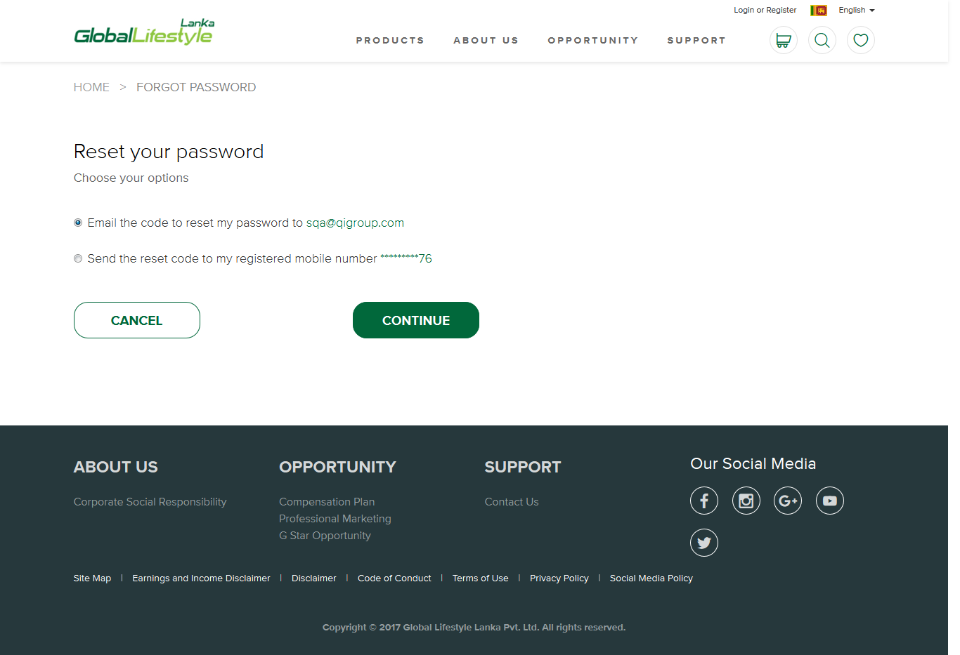 Login or Register English
Lanka
GlobalLifestyle
PRODUCTS ABOUT US OPPORTUNITY SUPPORT
HOME > FORGOT PASSWORD
Reset your password
Choose your options
Email the code to reset my password to sqa@qigroup.com
Send the reset code to my registered mobile number *********76
CANCEL CONTINUE
ABOUT US OPPORTUNITY SUPPORT Our Social Media
Corporate Social Responsibility Compensation Plan Contact Us
Professional Marketing
G Star Opportunity
Site Map | Earnings and Income Disclaimer | Disclaimer | Code of Conduct | Terms of Use | Privacy Policy | Social Media Policy
Copyright © 2017 Global Lifestyle Lanka Pvt. Ltd. All rights reserved.